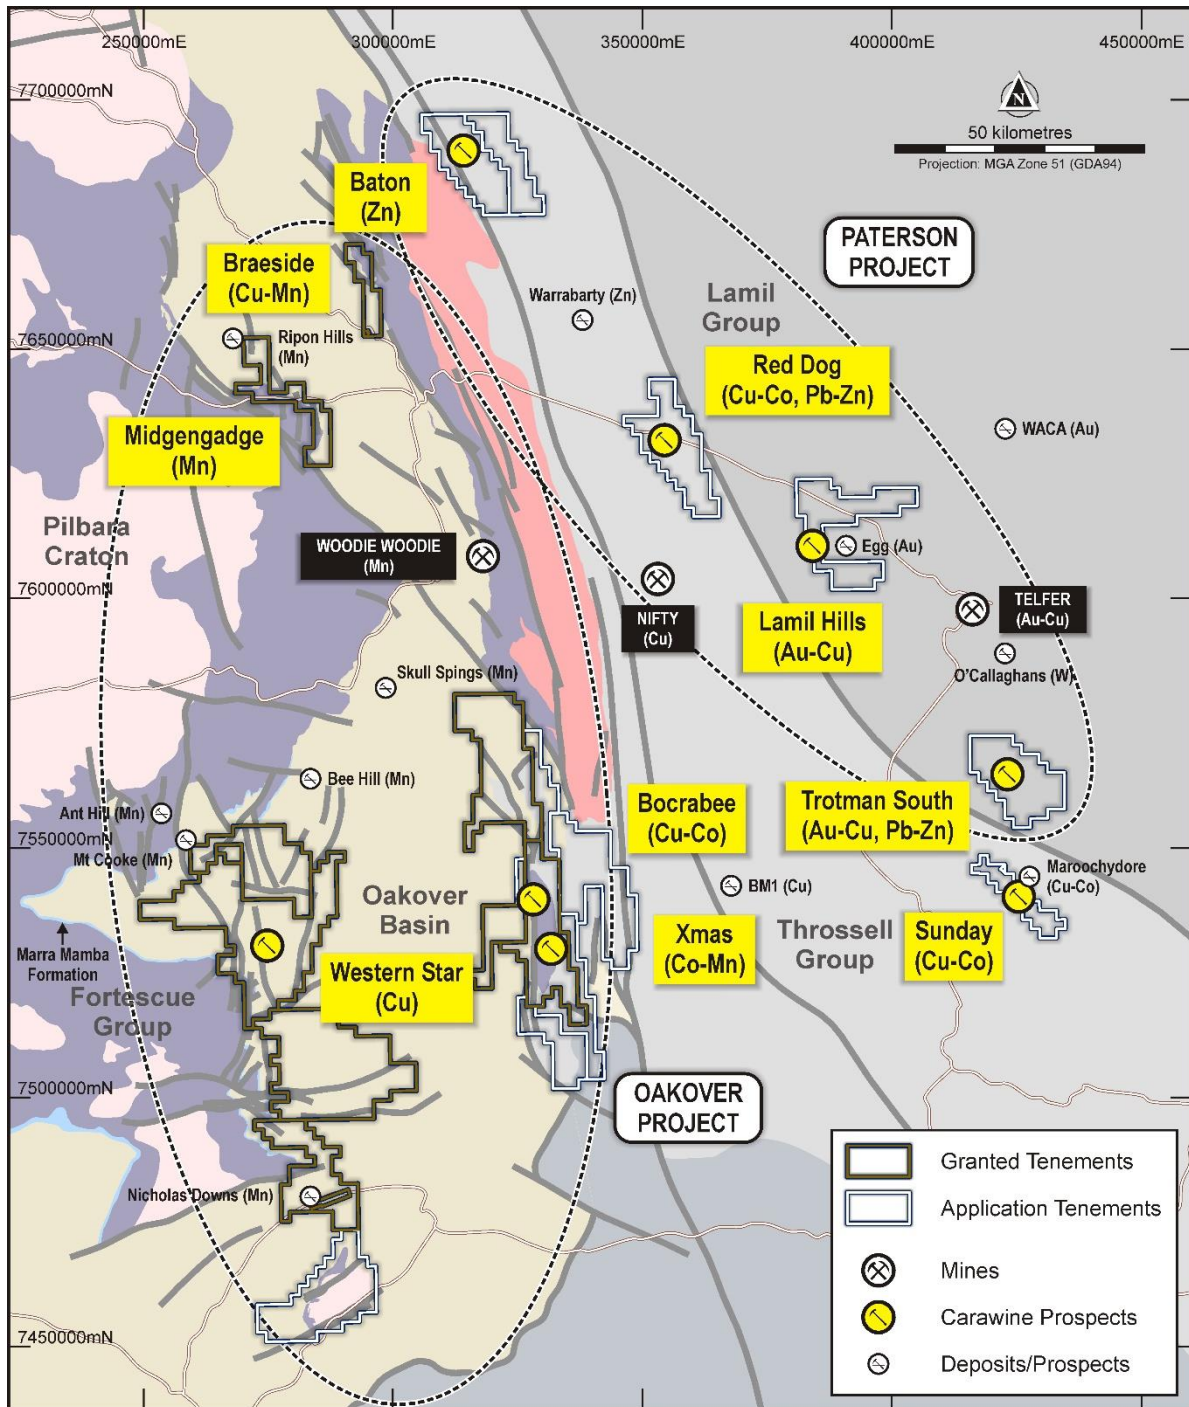 250000mE
300000mE
350000mE
400000mE
450000mE
7700000mN
N
50 kilometres
Projection: MGA Zone 51 (GDA94)
Baton
(Zn)
PATERSON
PROJECT
Braeside
(Cu-Mn)
Warrabarty (Zn)
Lamil
Group
7650000mN
Ripon Hills
(Mn)
Red Dog
(Cu-Co, Pb-Zn)
WACA (Au)
Midgengadge
(Mn)
Pilbara
Craton
WOODIE WOODIE
(Mn)
Egg (Au)
7600000mN
NIFTY
(Cu)
Lamil Hills
(Au-Cu)
TELFER
(Au-Cu)
O'Callaghans (W)
Skull Spings (Mn)
Bee Hill (Mn)
Ant Hill (Mn)
Bocrabee
(Cu-Co)
Trotman South
(Au-Cu, Pb-Zn)
7550000mN
Mt Cooke (Mn)
Maroochydore
(Cu-Co)
BM1 (Cu)
Oakover
Basin
Marra Mamba
Formation
Xmas
(Co-Mn)
Throssell
Group
Sunday
(Cu-Co)
Western Star
(Cu)
Fortescue
Group
7500000mN
OAKOVER
PROJECT
Nicholas Downs (Mn)
7450000mN
Granted Tenements
Application Tenements
Mines
Carawine Prospects
Deposits/Prospects